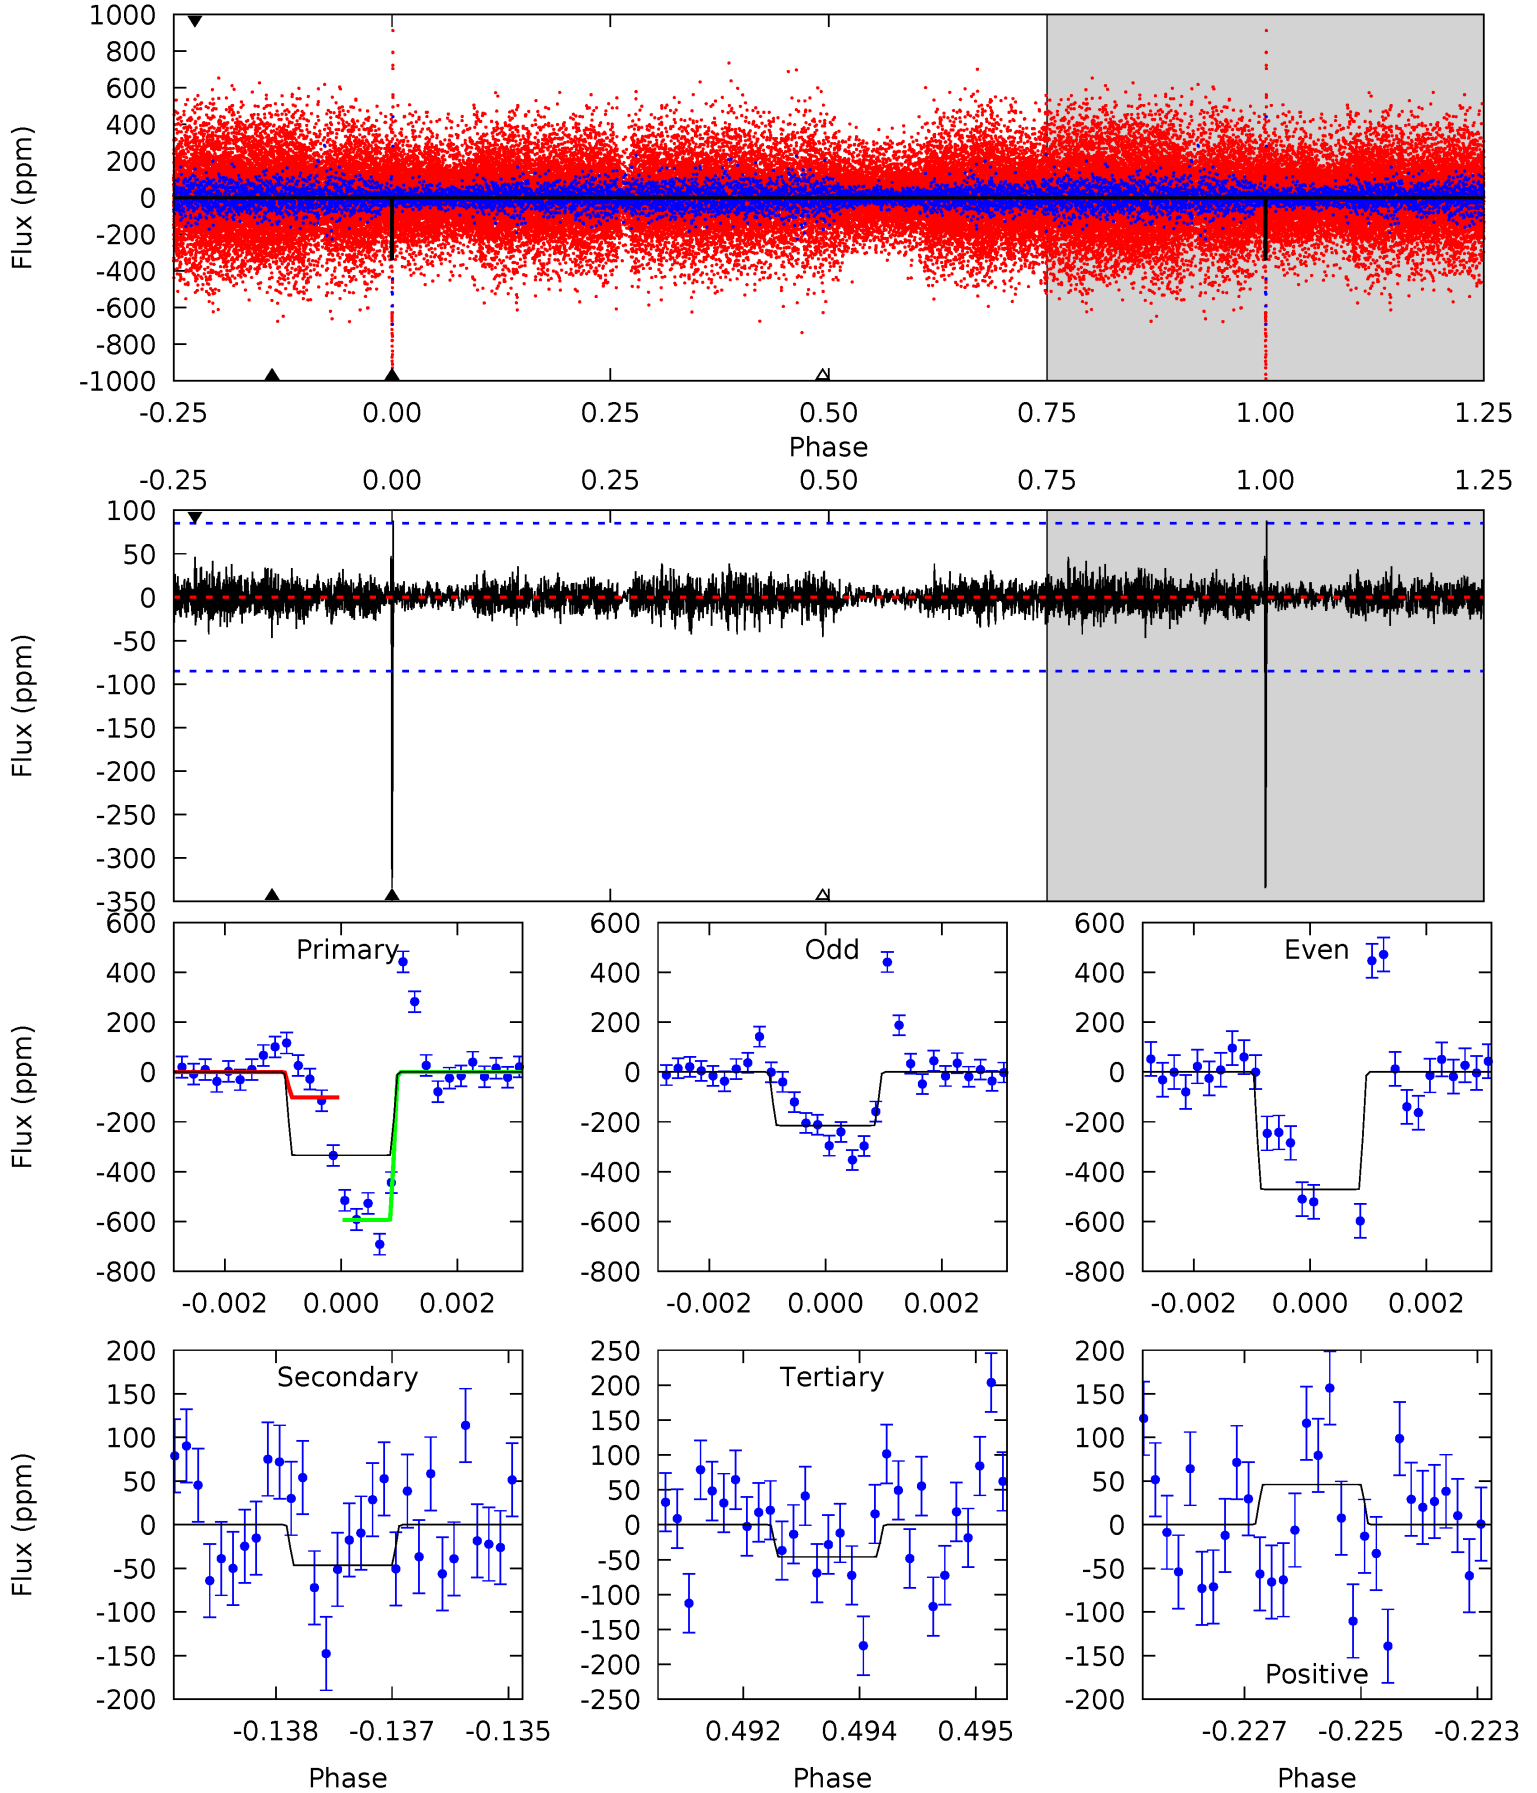 1000
800
600
400
200
0
-200
-400
-600
-800
-1000
Flux (ppm)
-0.25 0.00 0.25 0.50 0.75 1.00 1.25
Phase
-0.25 0.00 0.25 0.50 0.75 1.00 1.25
100
50
0
-50
-100
-150
-200
-250
-300
-350
Flux (ppm)
Primary Odd Even
600 600 600
400 400 400
200 200 200
0 0 0
-200 -200 -200
-400 -400 -400
-600 -600 -600
-800 -800 -800
Flux (ppm)
-0.002 0.000 0.002 -0.002 0.000 0.002 -0.002 0.000 0.002
Secondary Tertiary Positive
200 250 200
150 200 150
100 150 100
50 100 50
0 50 0
-50 0 -50
-100 -50 -100
-150 -100 -150
-200 -150 -200
-200
-250
Flux (ppm)
-0.138 -0.137 -0.135 0.492 0.494 0.495 -0.227 -0.225 -0.223
Phase Phase Phase